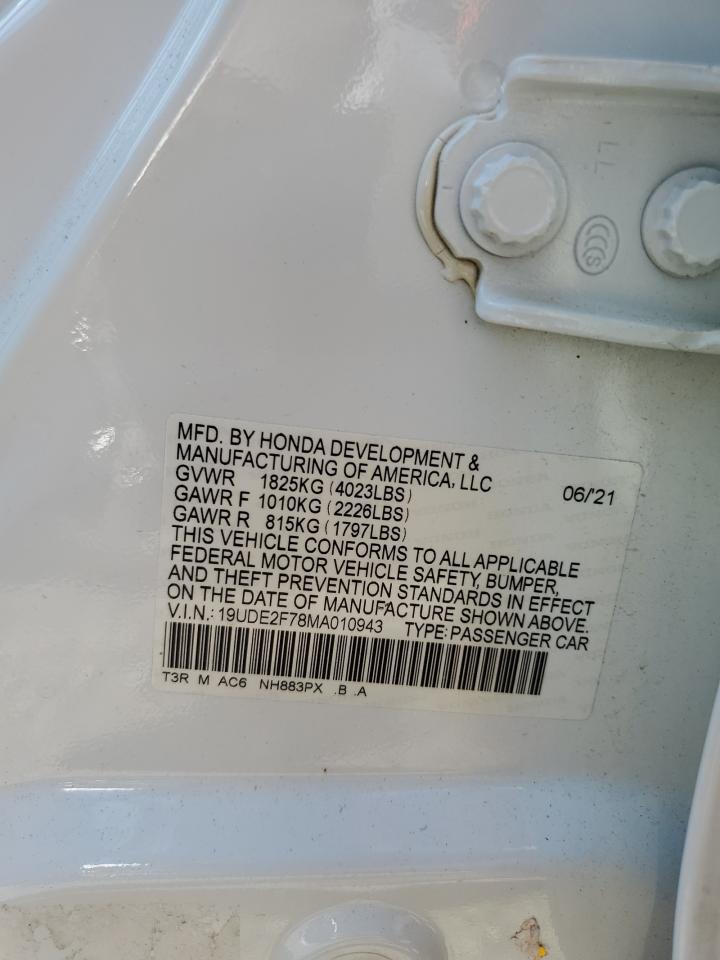 LL
CCC S
MFD. BY HONDA DEVELOPMENT &
MANUFACTURING OF AMERICA, LLC
GVWR 1825KG (4023LBS) 06/'21
GAWR F 1010KG (2226LBS)
GAWR R 815KG (1797LBS)
THIS VEHICLE CONFORMS TO ALL APPLICABLE
FEDERAL MOTOR VEHICLE SAFETY, BUMPER,
AND THEFT PREVENTION STANDARDS IN EFFECT
ON THE DATE OF MANUFACTURE SHOWN ABOVE.
V.I.N.: 19UDE2F78MA010943 TYPE: PASSENGER CAR
T3R M AC6 NH883PX .B .A